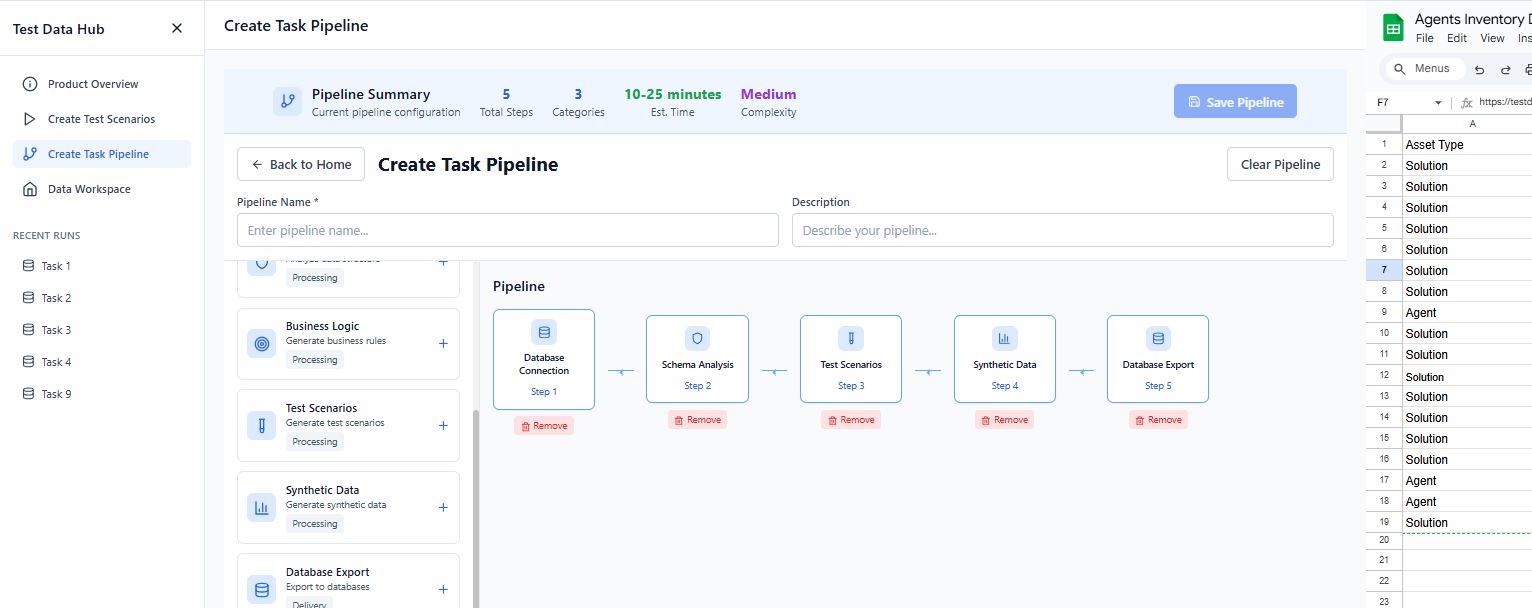 Test Data Hub
Product Overview
Create Test Scenarios
Create Task Pipeline
Data Workspace
RECENT RUNS
Task 1
Task 2
Task 3
Task 4
Task 9
Create Task Pipeline
Pipeline Summary
Current pipeline configuration
5
Total Steps
3
Categories
10-25 minutes
Est. Time
Medium
Complexity
Save Pipeline
Back to Home
Create Task Pipeline
Clear Pipeline
Pipeline Name *
Enter pipeline name...
Description
Describe your pipeline...
Processing
Business Logic
Generate business rules
Processing
Test Scenarios
Generate test scenarios
Processing
Synthetic Data
Generate synthetic data
Processing
Database Export
Export to databases
Delivery
Pipeline
Database
Connection
Step 1
Remove
Schema Analysis
Step 2
Remove
Test Scenarios
Step 3
Remove
Synthetic Data
Step 4
Remove
Database Export
Step 5
Remove
Agents Inventory D
File Edit View Ins
Menus
F7 fx https://testd
A
1 Asset Type
2 Solution
3 Solution
4 Solution
5 Solution
6 Solution
7 Solution
8 Solution
9 Agent
10 Solution
11 Solution
12 Solution
13 Solution
14 Solution
15 Solution
16 Solution
17 Agent
18 Agent
19 Solution
20
21
22
23